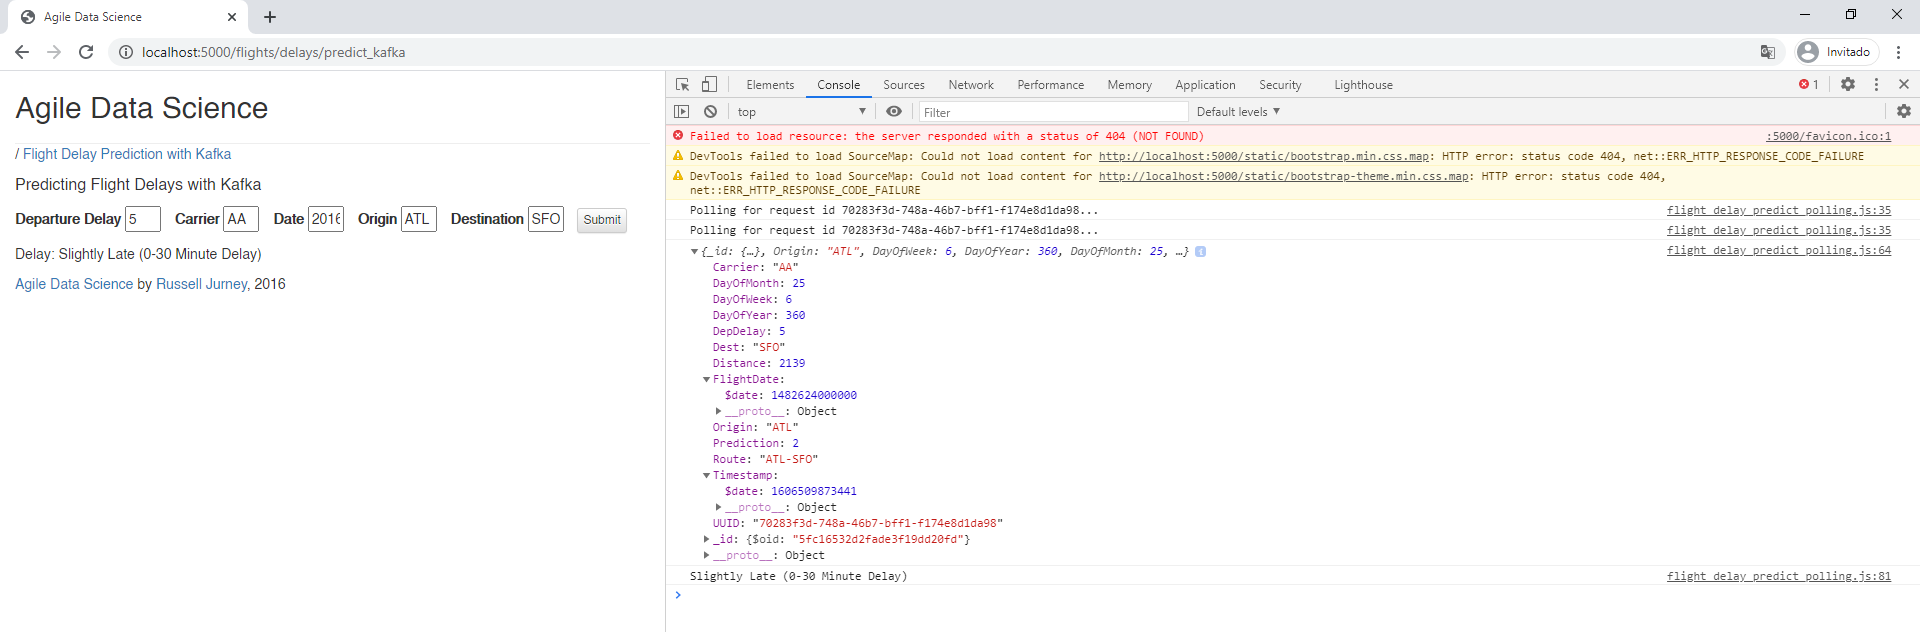 Agile Data Science
localhost:5000/flights/delays/predict_kafka
Invitado
Agile Data Science
/ Flight Delay Prediction with Kafka
Predicting Flight Delays with Kafka
Departure Delay 5 Carrier AA Date 2016 Origin ATL Destination SFO Submit
Delay: Slightly Late (0-30 Minute Delay)
Agile Data Science by Russell Jurney, 2016
Elements Console Sources Network Performance Memory Application Security Lighthouse 1
top Filter Default levels
Failed to load resource: the server responded with a status of 404 (NOT FOUND) :5000/favicon.ico:1
DevTools failed to load SourceMap: Could not load content for http://localhost:5000/static/bootstrap.min.css.map: HTTP error: status code 404, net::ERR_HTTP_RESPONSE_CODE_FAILURE
DevTools failed to load SourceMap: Could not load content for http://localhost:5000/static/bootstrap-theme.min.css.map: HTTP error: status code 404,
net::ERR_HTTP_RESPONSE_CODE_FAILURE
Polling for request id 70283f3d-748a-46b7-bff1-f174e8d1da98... flight_delay_predict_polling.js:35
Polling for request id 70283f3d-748a-46b7-bff1-f174e8d1da98... flight_delay_predict_polling.js:35
{_id: {…}, Origin: "ATL", DayOfWeek: 6, DayOfYear: 360, DayOfMonth: 25, …} i flight_delay_predict_polling.js:64
Carrier: "AA"
DayOfMonth: 25
DayOfWeek: 6
DayOfYear: 360
DepDelay: 5
Dest: "SFO"
Distance: 2139
FlightDate:
$date: 1482624000000
__proto__: Object
Origin: "ATL"
Prediction: 2
Route: "ATL-SFO"
Timestamp:
$date: 1606509873441
__proto__: Object
UUID: "70283f3d-748a-46b7-bff1-f174e8d1da98"
_id: {$oid: "5fc16532d2fade3f19dd20fd"}
__proto__: Object
Slightly Late (0-30 Minute Delay) flight_delay_predict_polling.js:81